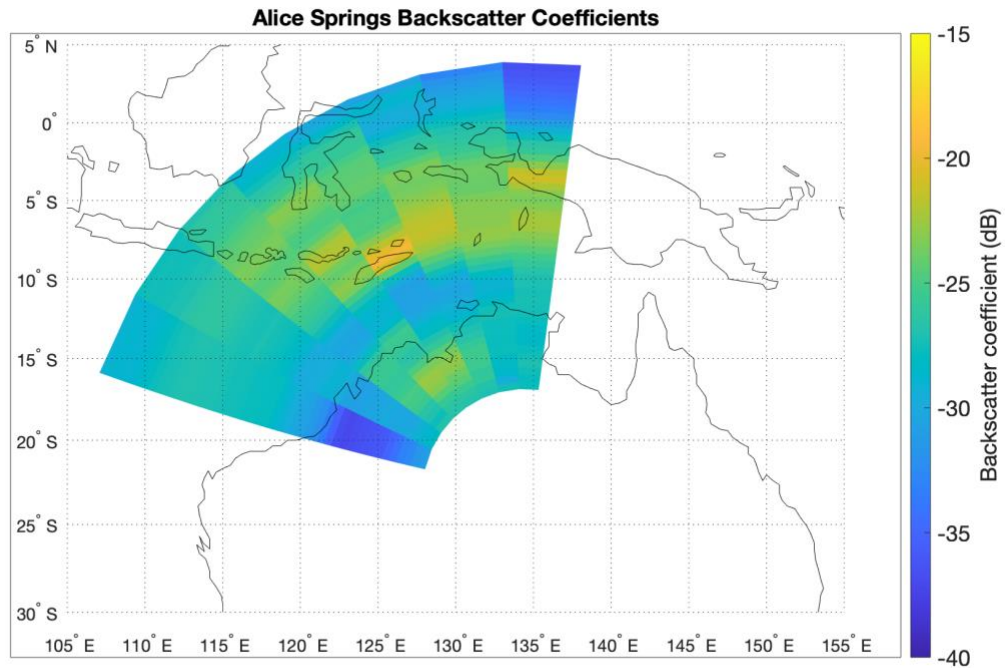 Alice Springs Backscatter Coefficients
5° N
0°
5° S
10° S
15° S
20° S
25° S
30° S
105° E 110° E 115° E 120° E 125° E 130° E 135° E 140° E 145° E 150° E 155° E
-15
-20
-25
-30
-35
-40
Backscatter coefficient (dB)